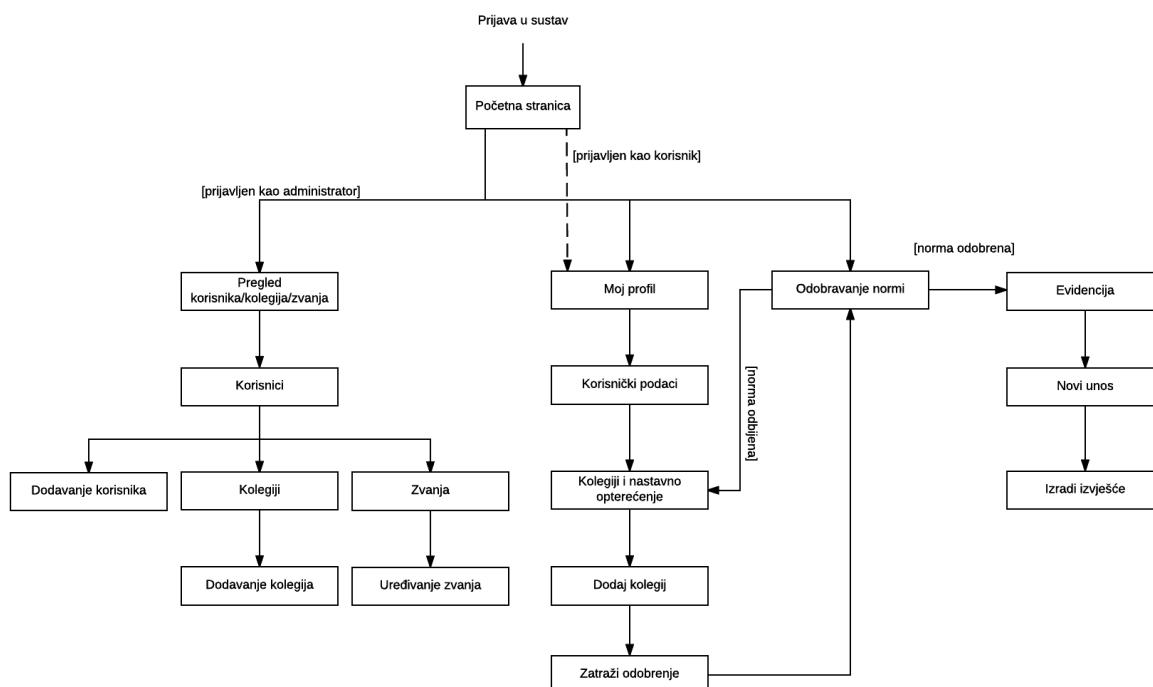 Prijava u sustav
Početna stranica
[prijavljen kao korisnik]
[prijavljen kao administrator]
[norma odobrena]
Pregled
korisnika/kolegija/zvanja
Moj profil
Odobravanje normi
Evidencija
Korisnici
Korisnički podaci
[norma odbijena]
Novi unos
Dodavanje korisnika
Kolegiji
Zvanja
Kolegiji i nastavno
opterećenje
Izradi izvješće
Dodavanje kolegija
Uređivanje zvanja
Dodaj kolegij
Zatraži odobrenje